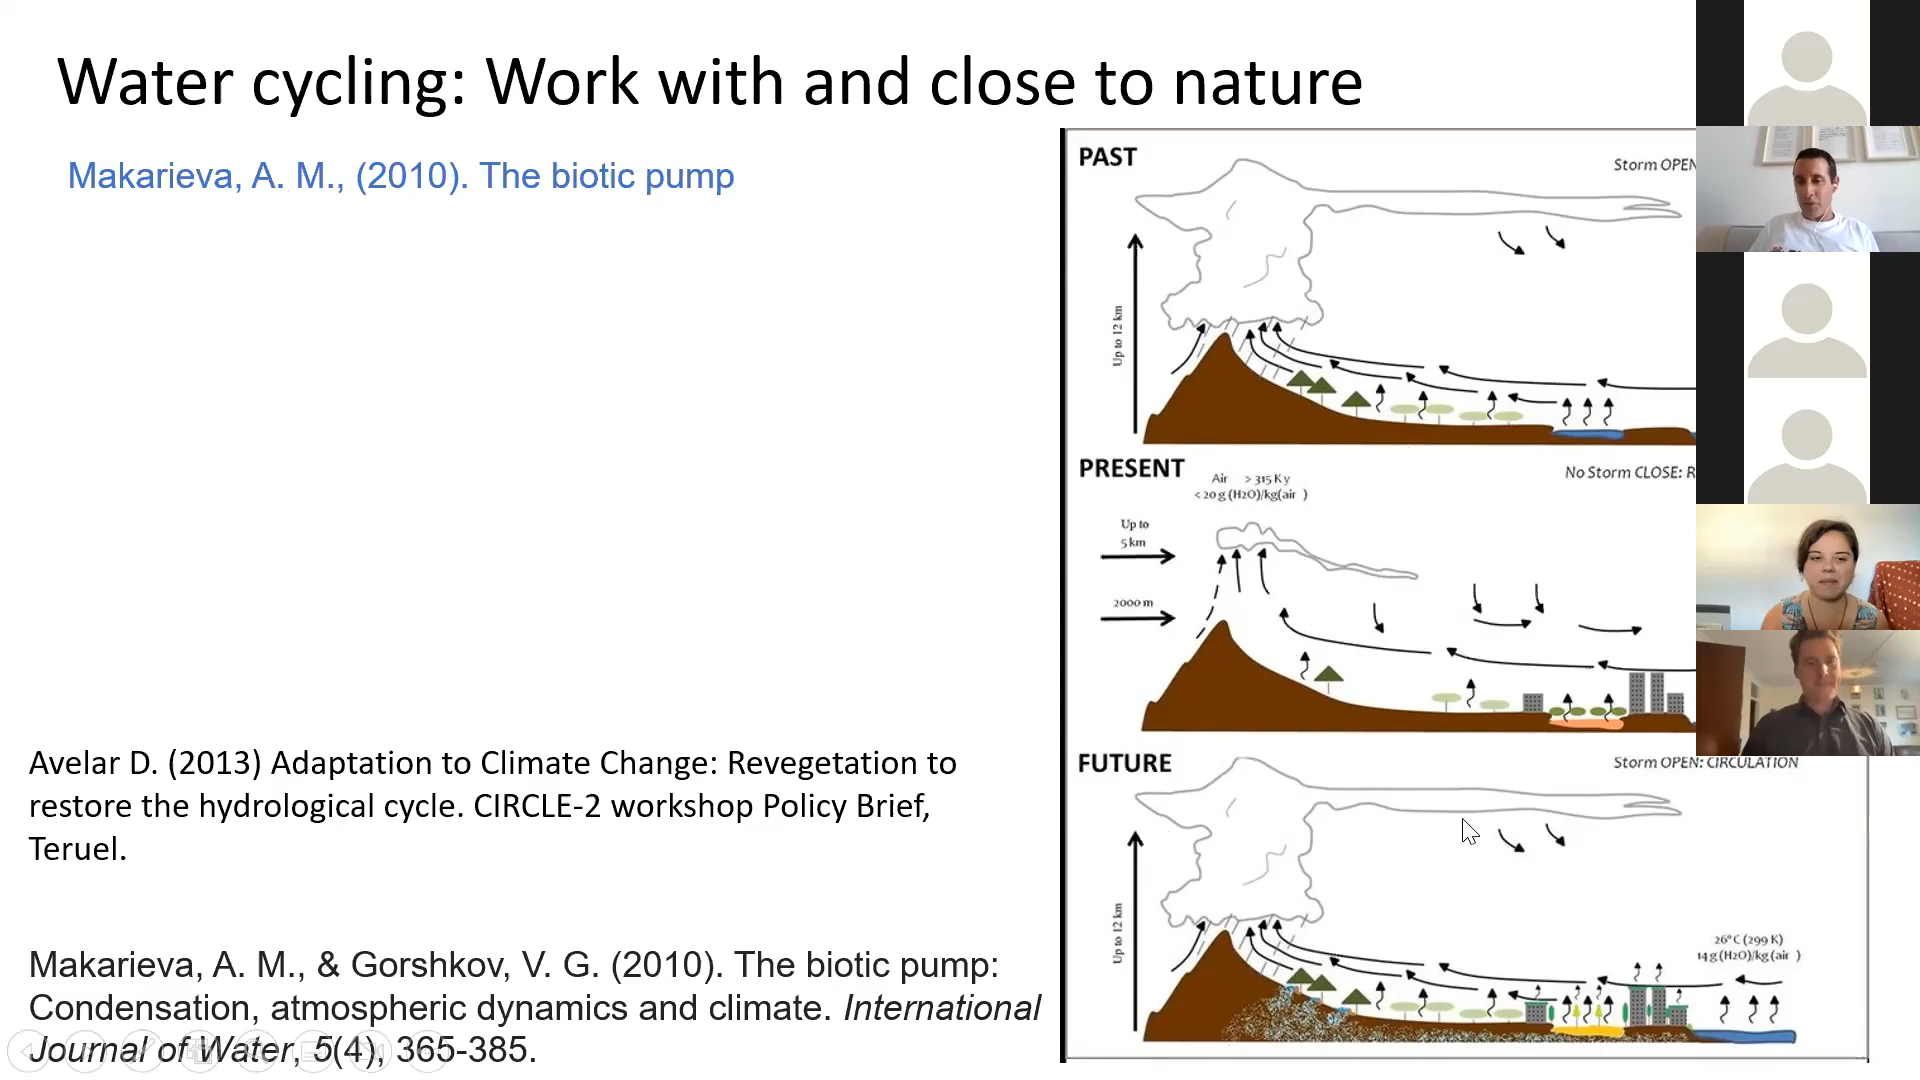 Water cycling: Work with and close to nature
Makarieva, A. M., (2010). The biotic pump
Avelar D. (2013) Adaptation to Climate Change: Revegetation to
restore the hydrological cycle. CIRCLE-2 workshop Policy Brief,
Teruel.
Makarieva, A. M., & Gorshkov, V. G. (2010). The biotic pump:
Condensation, atmospheric dynamics and climate. International
Journal of Water, 5(4), 365-385.
PAST
Storm OPEN
Up to 12 km
PRESENT
No Storm CLOSE: R
Air > 315 K y
< 20 g (H2O)/kg(air )
Up to
5 km
2000 m
FUTURE
Storm OPEN: CIRCULATION
Up to 12 km
26°C (299 K)
14 g (H2O)/kg (air )